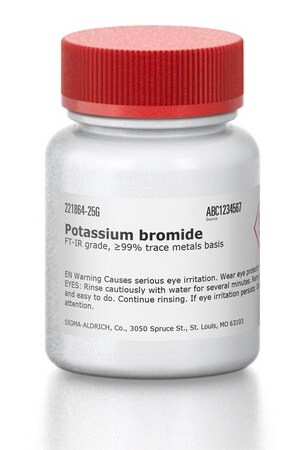 221864-25G
ABC1234567
Potassium bromide
FT-IR grade, ≥99% trace metals basis
EN Warning Causes serious eye irritation. Wear eye
EYES: Rinse cautiously with water for several minutes.
and easy to do. Continue rinsing. If eye irritation persists
attention.
SIGMA-ALDRICH, Co., 3050 Spruce St., St. Louis, MO 63103